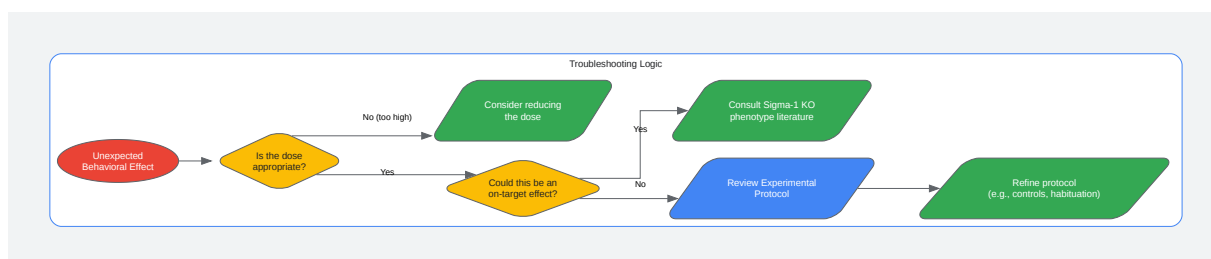 Troubleshooting Logic
Unexpected
Behavioral Effect
Is the dose
appropriate?
No (too high)
Consider reducing
the dose
Yes
Could this be an
on-target effect?
Yes
Consult Sigma-1 KO
phenotype literature
No
Review Experimental
Protocol
Refine protocol
(e.g., controls, habituation)